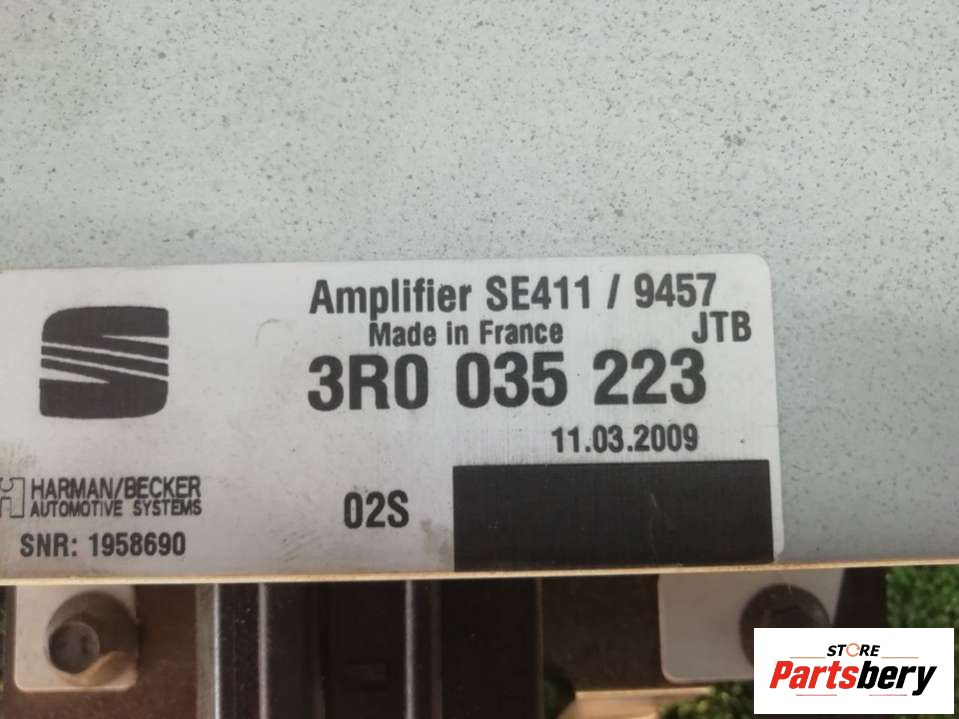 Amplifier SE411 / 9457
Made in France JTB
3R0 035 223
11.03.2009
HARMAN/BECKER
AUTOMOTIVE SYSTEMS
02S
SNR: 1958690
STORE
Partsbery